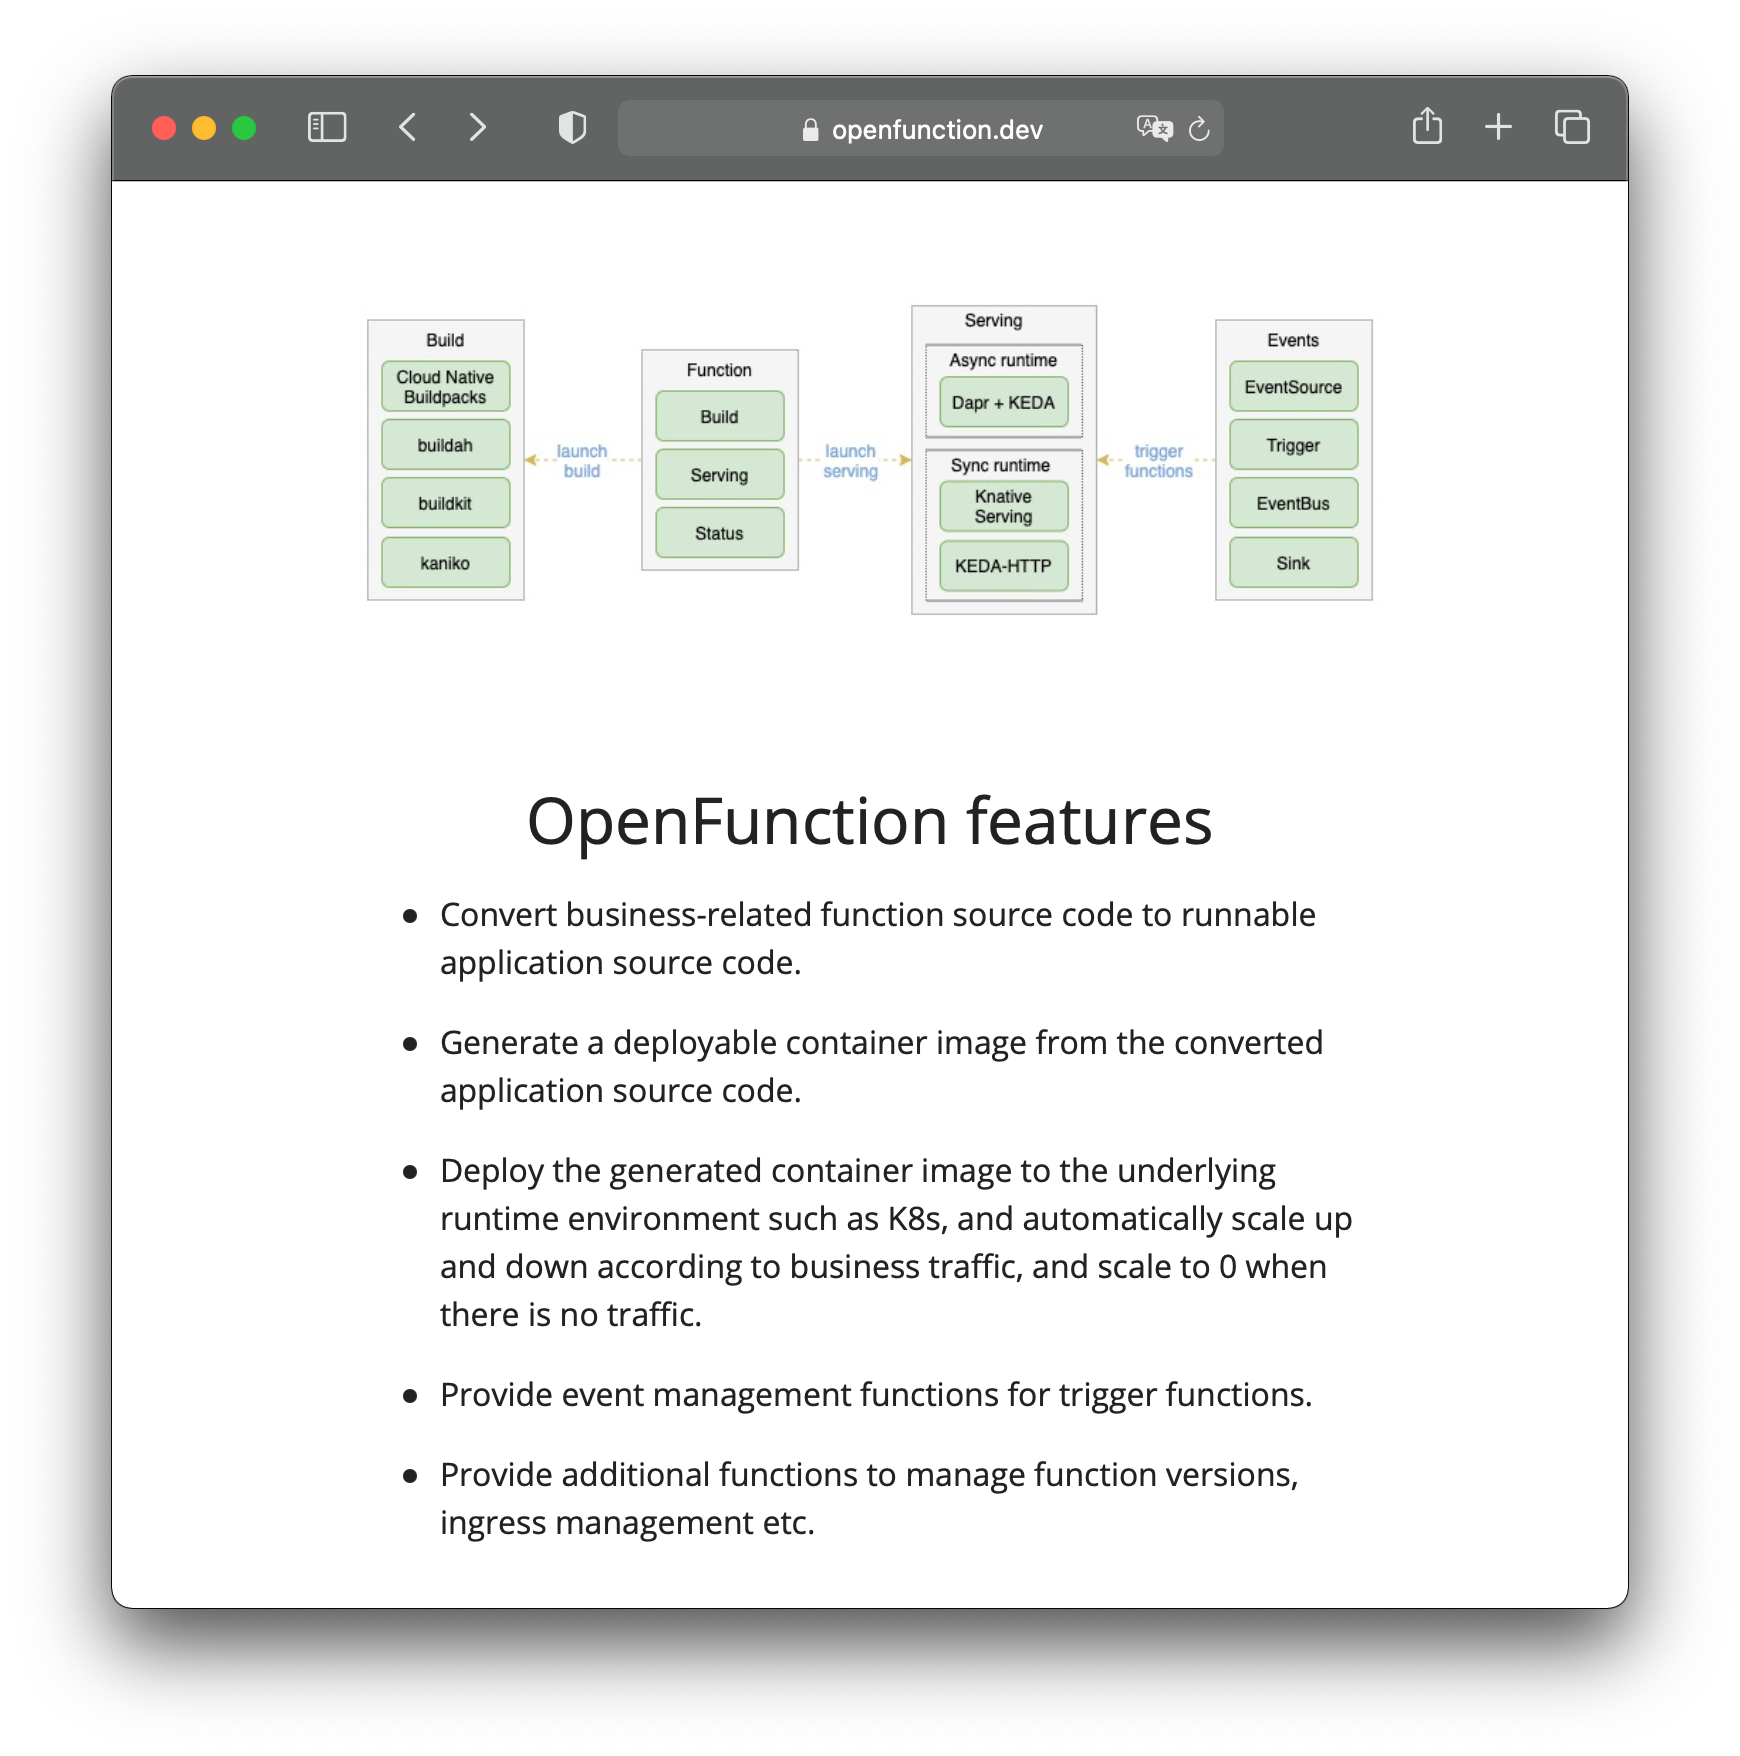 openfunction.dev
Build
Cloud Native
Buildpacks
buildah
buildkit
kaniko
launch
build
Function
Build
Serving
Status
launch
serving
Serving
Async runtime
Dapr + KEDA
Sync runtime
Knative
Serving
KEDA-HTTP
trigger
functions
Events
EventSource
Trigger
EventBus
Sink
OpenFunction features
• Convert business-related function source code to runnable
application source code.
• Generate a deployable container image from the converted
application source code.
• Deploy the generated container image to the underlying
runtime environment such as K8s, and automatically scale up
and down according to business traffic, and scale to 0 when
there is no traffic.
• Provide event management functions for trigger functions.
• Provide additional functions to manage function versions,
ingress management etc.